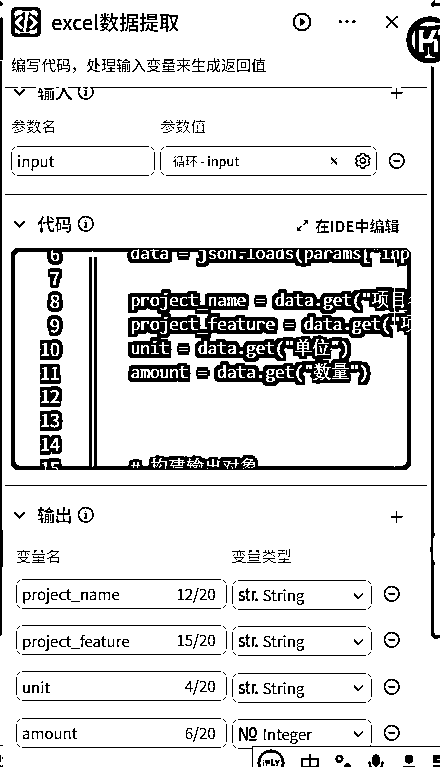 excel数据提取
编写代码，处理输入变量来生成返回值
输入
参数名 参数值
input 循环 - input
代码 在IDE中编辑
6 data = json.loads(params["inp
7
8 project_name = data.get("项目
9 project_feature = data.get("项
10 unit = data.get("单位")
11 amount = data.get("数量")
12
13
14
15 # 构建输出对象
输出
变量名 变量类型
project_name 12/20 str. String
project_feature 15/20 str. String
unit 4/20 str. String
amount 6/20 № Integer
iFLY 中